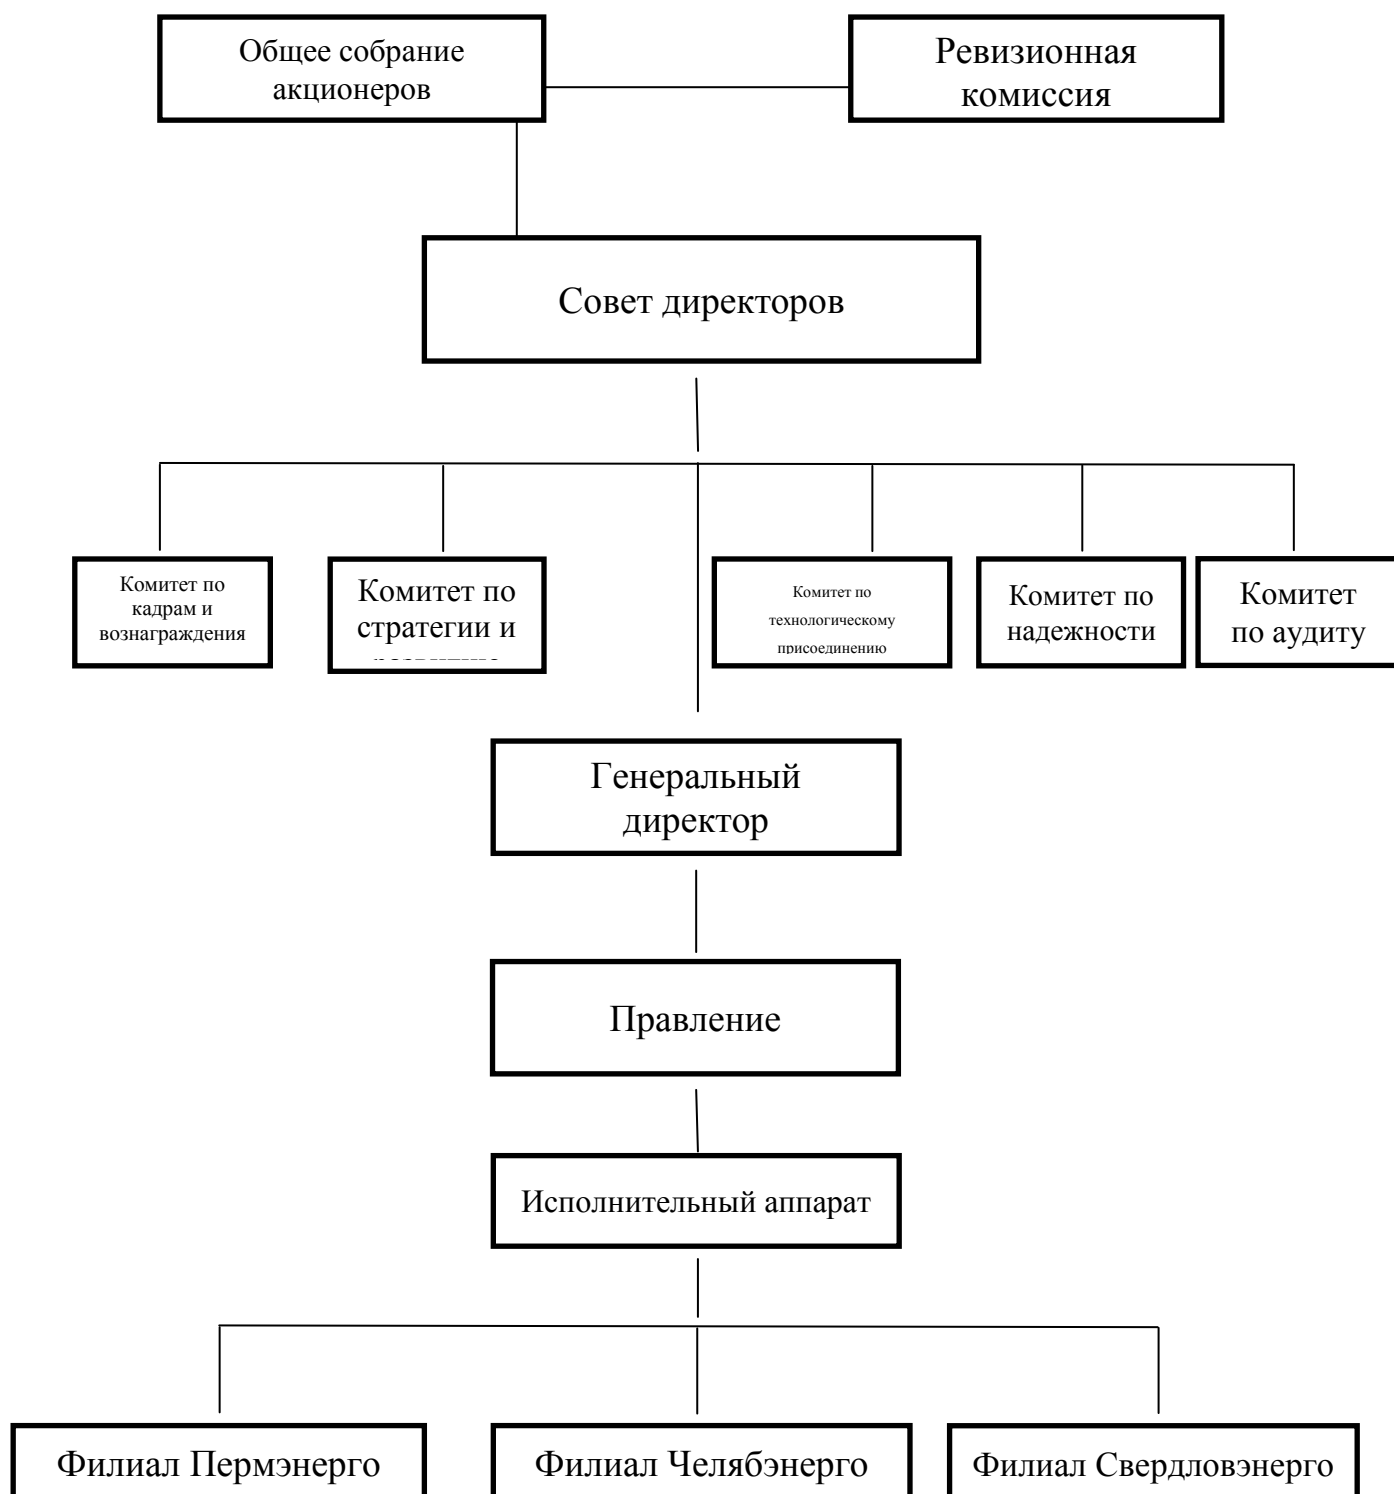 Общее собрание
акционеров
Ревизионная
комиссия
Совет директоров
Комитет по
кадрам и
вознаграждения
Комитет по
стратегии и
Комитет по
технологическому
присоединению
Комитет по
надежности
Комитет
по аудиту
Генеральный
директор
Правление
Исполнительный аппарат
Филиал Пермэнерго
Филиал Челябэнерго
Филиал Свердловэнерго